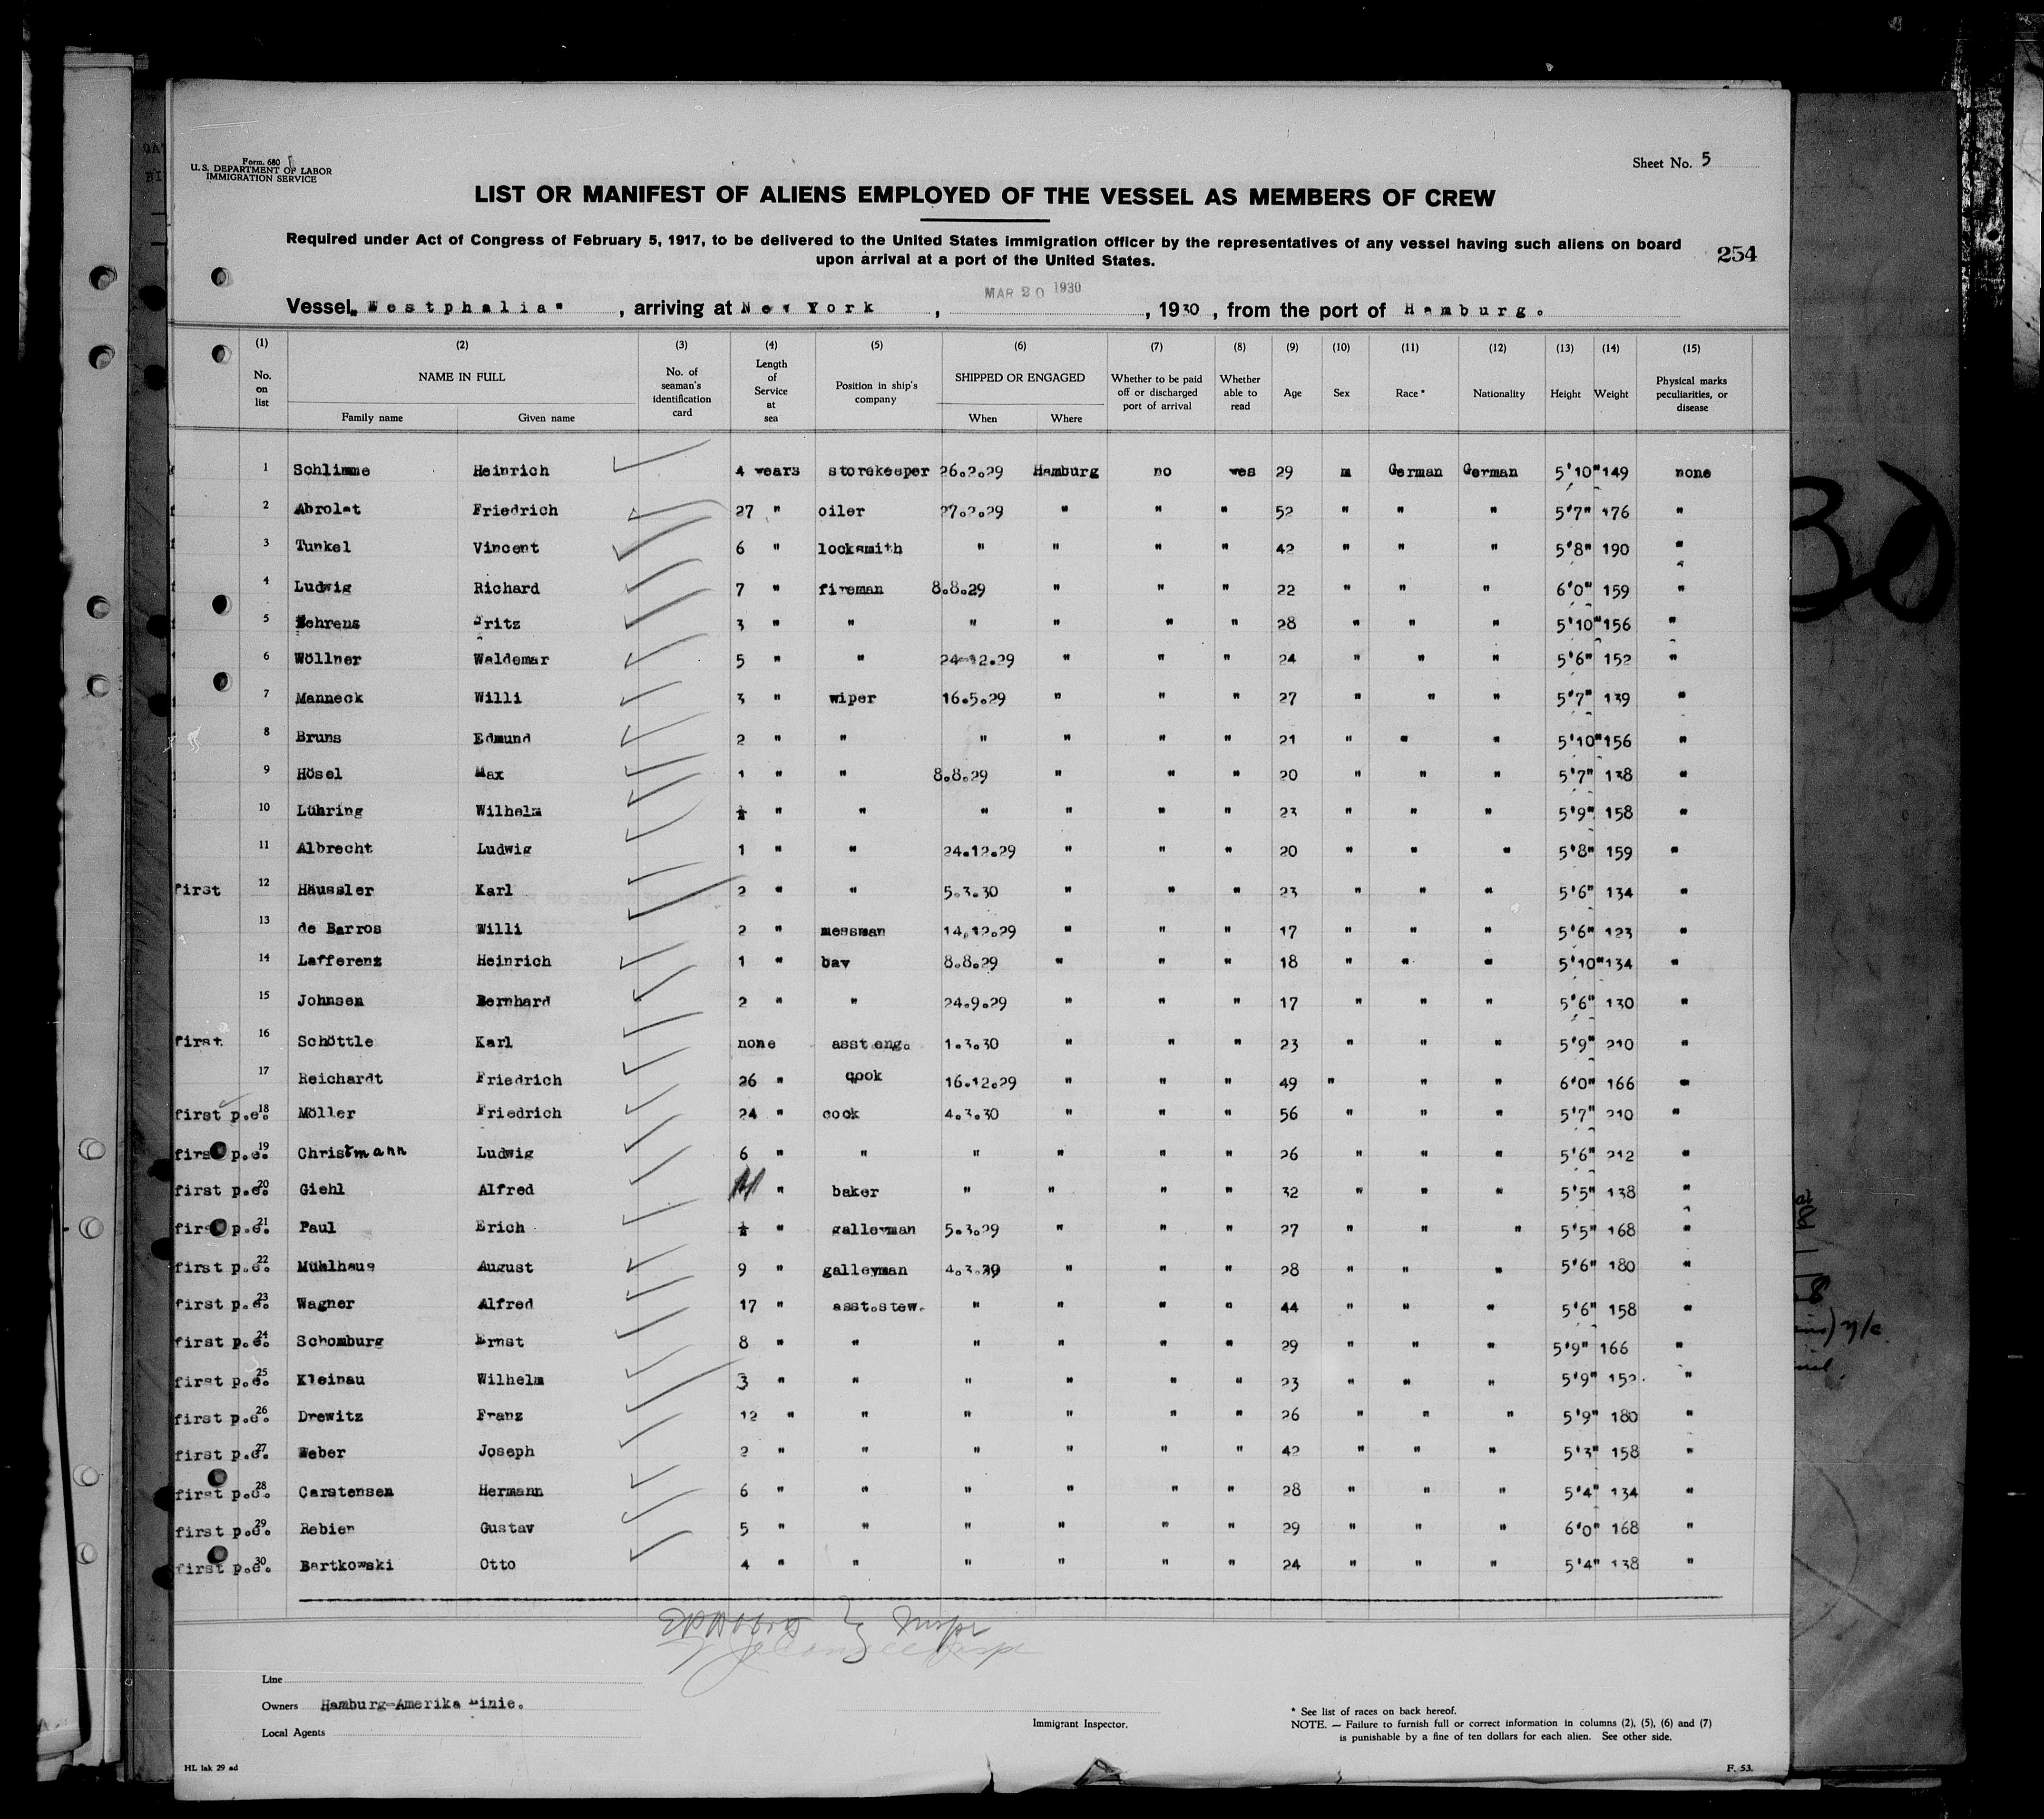 Form. 680
U. S. DEPARTMENT OF LABOR
IMMIGRATION SERVICE
Sheet No. 5
LIST OR MANIFEST OF ALIENS EMPLOYED OF THE VESSEL AS MEMBERS OF CREW
Required under Act of Congress of February 5, 1917, to be delivered to the United States immigration officer by the representatives of any vessel having such aliens on board
upon arrival at a port of the United States.
254
MAR 20 1930
Vessel "Westphalia" , arriving at New York , , 1930 , from the port of Hamburg.
(1) (2) (3) (4) (5) (6) (7) (8) (9) (10) (11) (12) (13) (14) (15)
No. on list NAME IN FULL Family name Given name No. of seaman's identification card Length of Service at sea Position in ship's company SHIPPED OR ENGAGED When Where Whether to be paid off or discharged port of arrival Whether able to read Age Sex Race * Nationality Height Weight Physical marks peculiarities, or disease
1 Schlimme Heinrich 4 years storekeeper 26.2.29 Hamburg no yes 29 m German German 5'10" 149 none
2 Abrolat Friedrich 27 " oiler 27.2.29 " " " 52 " " " 5'7" 176 "
3 Tunkel Vincent 6 " locksmith " " " " 42 " " " 5'8" 190 "
4 Ludwig Richard 7 " fireman 8.8.29 " " " 22 " " " 6'0" 159 "
5 Behrens Fritz 3 " " " " " " 28 " " " 5'10" 156 "
6 Wöllner Waldemar 5 " " 24.12.29 " " " 24 " " " 5'6" 152 "
7 Manneck Willi 3 " wiper 16.5.29 " " " 27 " " " 5'7" 139 "
8 Bruns Edmund 2 " " " " " " 21 " " " 5'10" 156 "
9 Hösel Max 1 " " 8.8.29 " " " 20 " " " 5'7" 138 "
10 Lühring Wilhelm ½ " " " " " " 23 " " " 5'9" 158 "
11 Albrecht Ludwig 1 " " 24.12.29 " " " 20 " " " 5'8" 159 "
first 12 Häussler Karl 2 " " 5.3.30 " " " 23 " " " 5'6" 134 "
13 de Barros Willi 2 " messman 14.12.29 " " " 17 " " " 5'6" 123 "
14 Lafferenz Heinrich 1 " bay 8.8.29 " " " 18 " " " 5'10" 134 "
15 Johnsen Bernhard 2 " " 24.9.29 " " " 17 " " " 5'6" 130 "
first 16 Schöttle Karl none asst eng. 1.3.30 " " " 23 " " " 5'9" 210 "
17 Reichardt Friedrich 26 " cook 16.12.29 " " " 49 " " " 6'0" 166 "
first p.e. 18 Möller Friedrich 24 " cook 4.3.30 " " " 56 " " " 5'7" 210 "
first p.e. 19 Christmann Ludwig 6 " " " " " " 26 " " " 5'6" 212 "
first p.e. 20 Giehl Alfred " baker " " " " 32 " " " 5'5" 138 "
first p.e. 21 Paul Erich ½ " galleyman 5.3.29 " " " 27 " " " 5'5" 168 "
first p.e. 22 Mühlhaus August 9 " galleyman 4.3.29 " " " 28 " " " 5'6" 180 "
first p.e. 23 Wagner Alfred 17 " asst.stew. " " " " 44 " " " 5'6" 158 "
first p.e. 24 Schomburg Ernst 8 " " " " " " 29 " " " 5'9" 166 "
first p.e. 25 Kleinau Wilhelm 3 " " " " " " 23 " " " 5'9" 152 "
first p.e. 26 Drewitz Franz 12 " " " " " " 26 " " " 5'9" 180 "
first p.e. 27 Weber Joseph 2 " " " " " " 42 " " " 5'3" 158 "
first p.e. 28 Carstensen Hermann 6 " " " " " " 28 " " " 5'4" 134 "
first p.e. 29 Rebien Gustav 5 " " " " " " 29 " " " 6'0" 168 "
first p.e. 30 Bartkowski Otto 4 " " " " " " 24 " " " 5'4" 138 "
Line
Owners Hamburg-Amerika Linie.
Local Agents
Immigrant Inspector.
* See list of races on back hereof.
NOTE. — Failure to furnish full or correct information in columns (2), (5), (6) and (7)
is punishable by a fine of ten dollars for each alien. See other side.
HL lak 29 ad
F. 53.